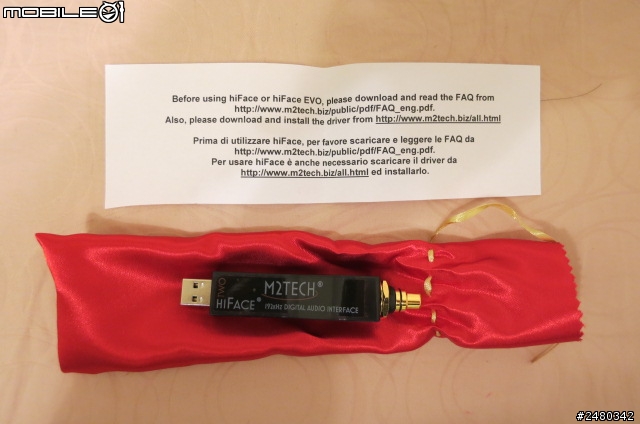 MOBILE01
Before using hiFace or hiFace EVO, please download and read the FAQ from
http://www.m2tech.biz/public/pdf/FAQ_eng.pdf.
Also, please download and install the driver from http://www.m2tech.biz/all.html
Prima di utilizzare hiFace, per favore scaricare e leggere le FAQ da
http://www.m2tech.biz/public/pdf/FAQ_eng.pdf.
Per usare hiFace è anche necessario scaricare il driver da
http://www.m2tech.biz/all.html ed installarlo.
TWO
M2TECH®
HIFACE®
192kHz DIGITAL AUDIO INTERFACE
#2480342